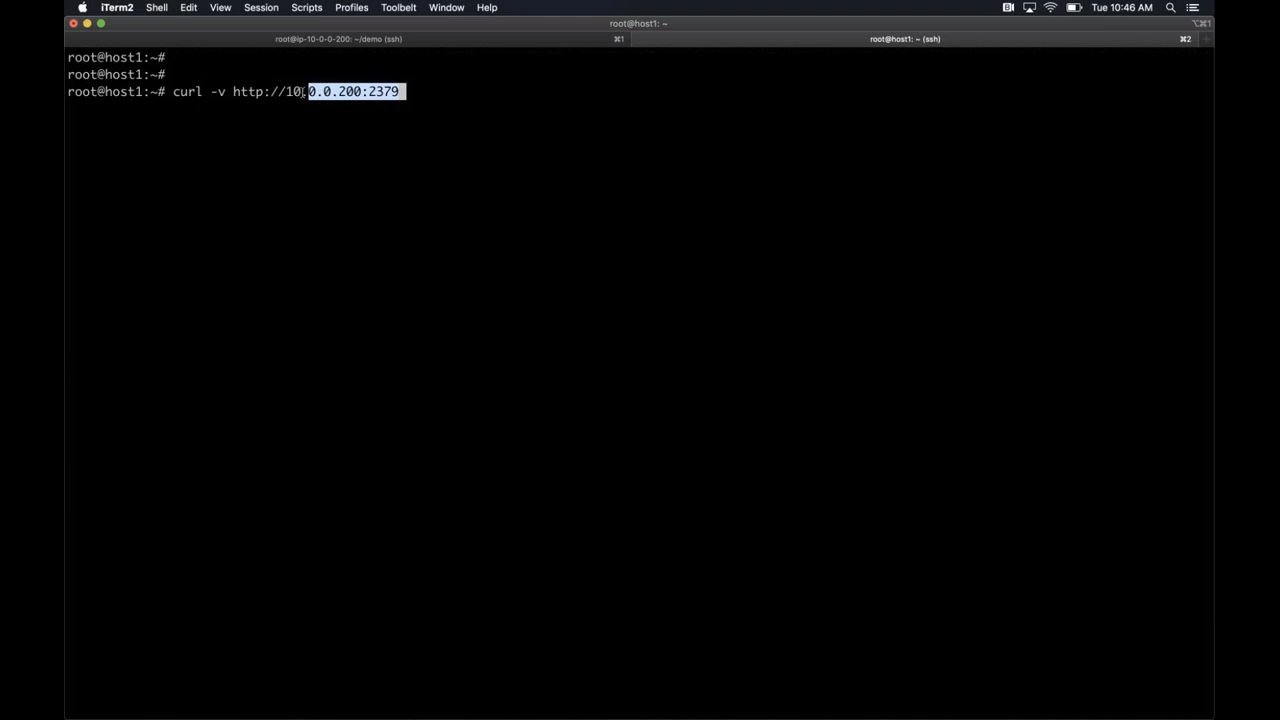 iTerm2 Shell Edit View Session Scripts Profiles Toolbelt Window Help Tue 10:46 AM
root@host1: ~ ⌥⌘1
root@ip-10-0-0-200: ~/demo (ssh) ⌘1 root@host1: ~ (ssh) ⌘2 +
root@host1:~#
root@host1:~#
root@host1:~# curl -v http://10.0.0.200:2379